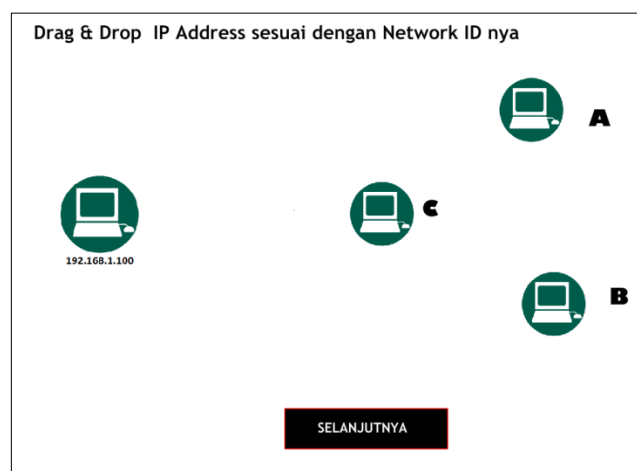 Drag & Drop IP Address sesuai dengan Network ID nya
A
C
192.168.1.100
B
SELANJUTNYA